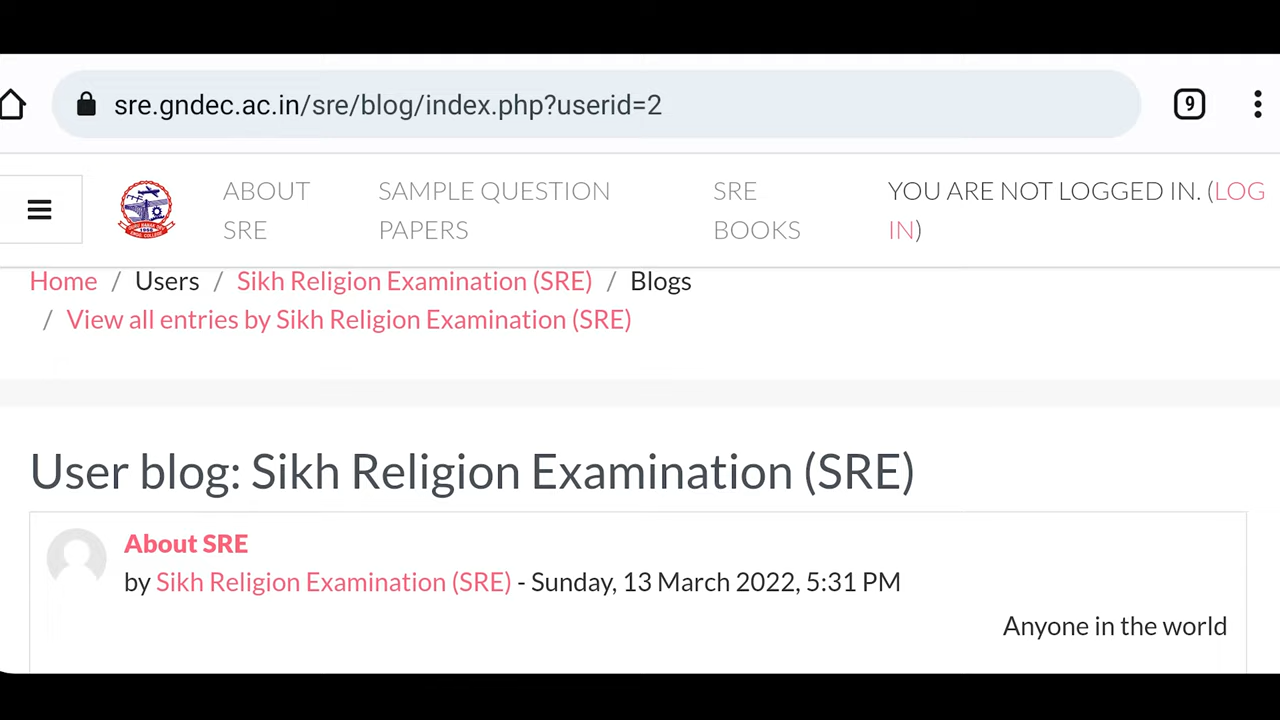 sre.gndec.ac.in/sre/blog/index.php?userid=2
9
ABOUT
SRE
SAMPLE QUESTION
PAPERS
SRE
BOOKS
YOU ARE NOT LOGGED IN. (LOG
IN)
Home / Users / Sikh Religion Examination (SRE) / Blogs
/ View all entries by Sikh Religion Examination (SRE)
User blog: Sikh Religion Examination (SRE)
About SRE
by Sikh Religion Examination (SRE) - Sunday, 13 March 2022, 5:31 PM
Anyone in the world